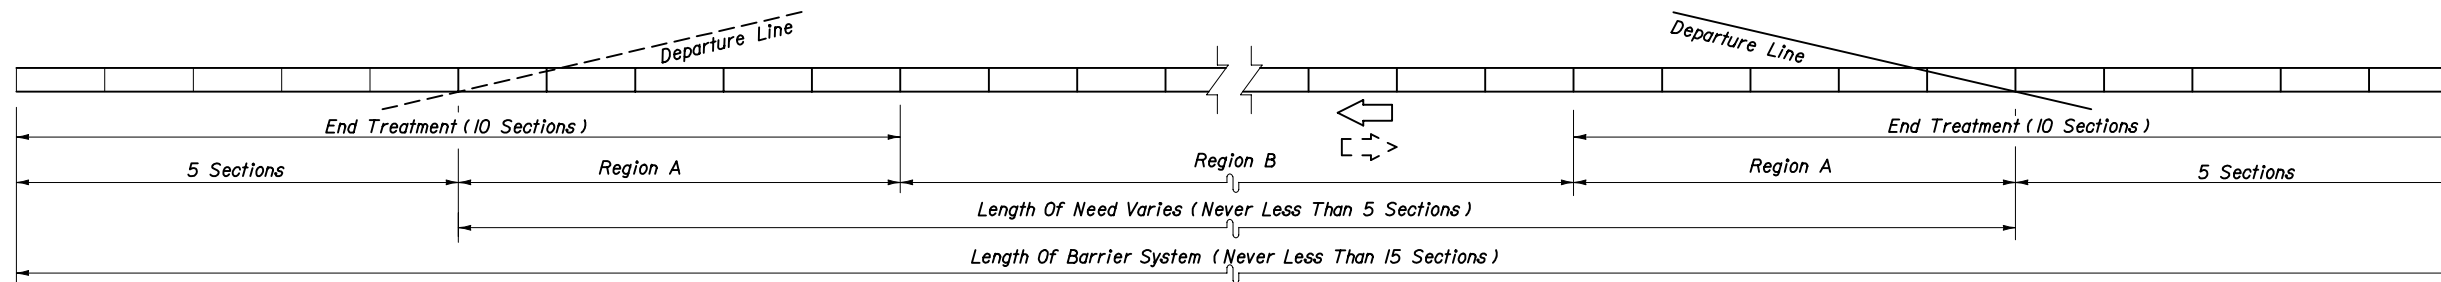 Departure Line
Departure Line
End Treatment (10 Sections)
End Treatment (10 Sections)
5 Sections
Region A
Region B
Region A
5 Sections
Length Of Need Varies (Never Less Than 5 Sections)
Length Of Barrier System (Never Less Than 15 Sections)